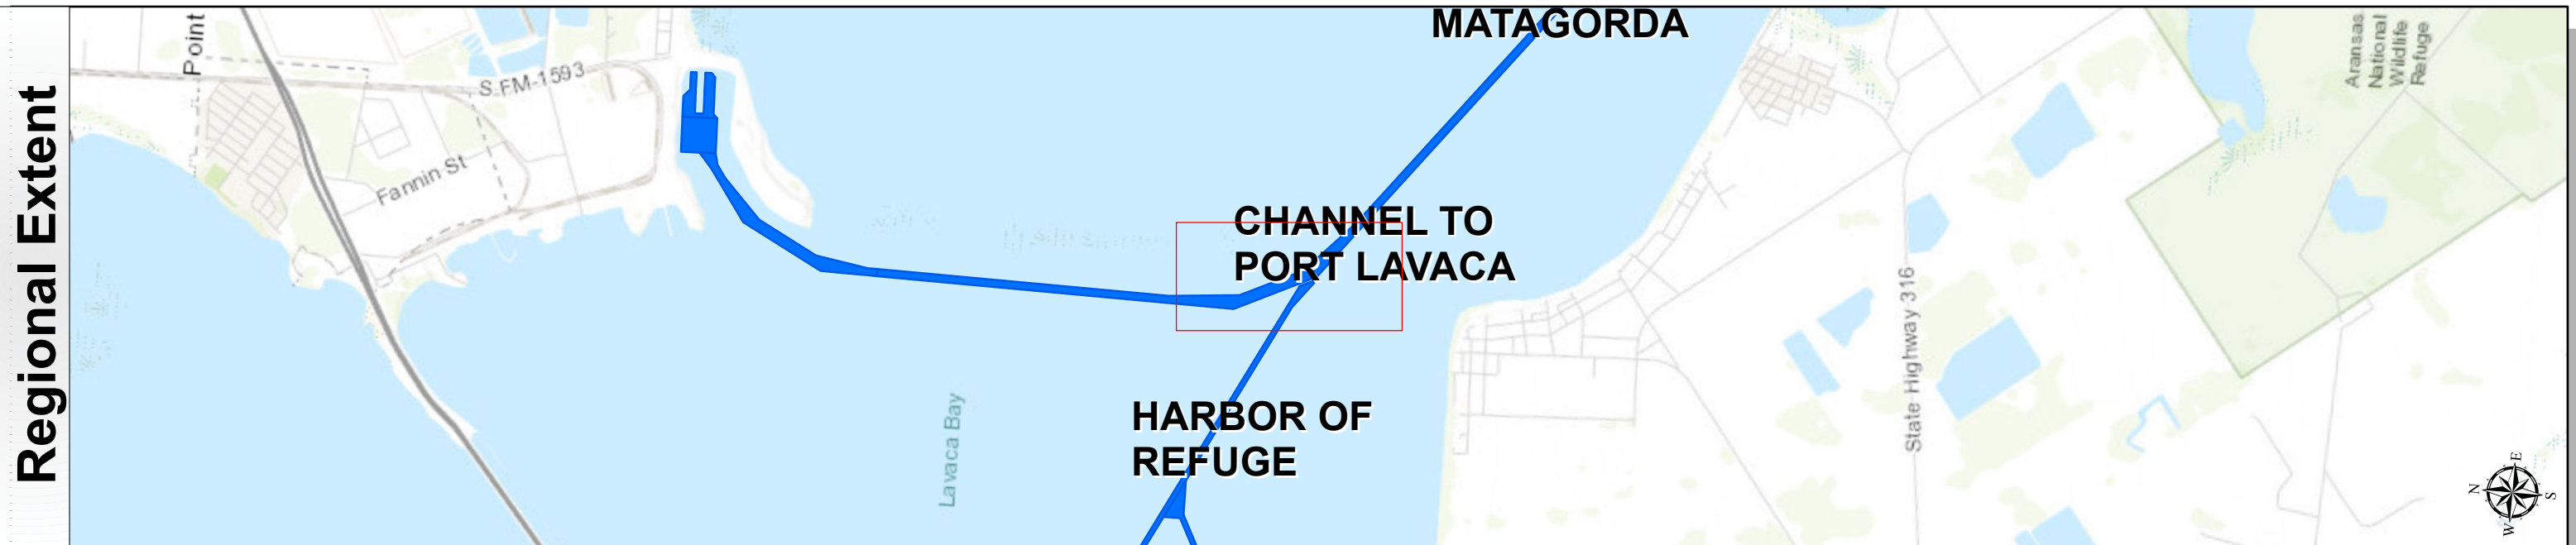 Regional Extent
Point
S FM-1593
Fannin St
MATAGORDA
CHANNEL TO
PORT LAVACA
HARBOR OF
REFUGE
Lavaca Bay
State Highway 316
Aransas
National
Wildlife
Refuge
N
E
S
W